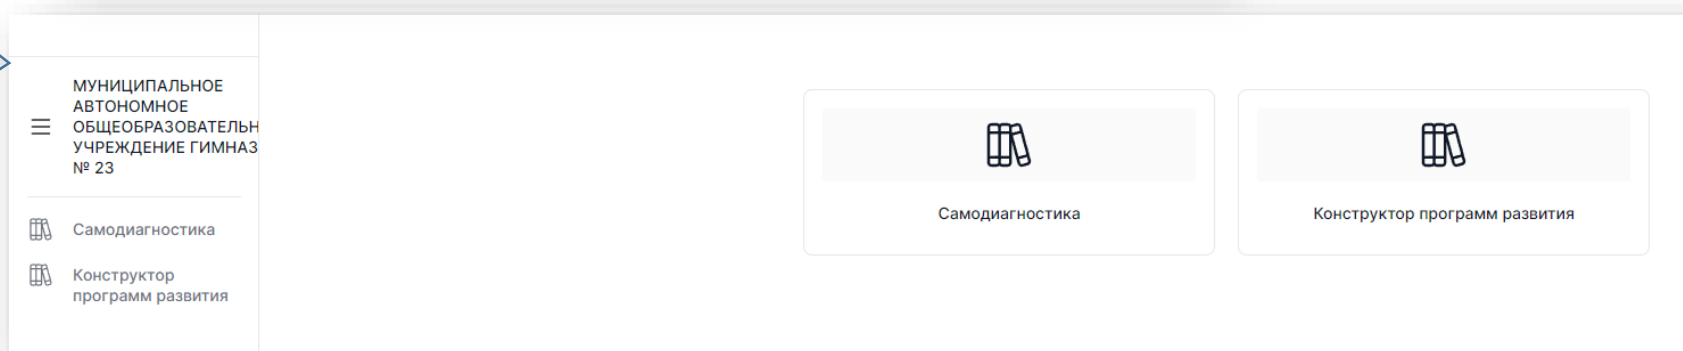 МУНИЦИПАЛЬНОЕ
АВТОНОМНОЕ
ОБЩЕОБРАЗОВАТЕЛЬН
УЧРЕЖДЕНИЕ ГИМНАЗ
№ 23
Самодиагностика
Конструктор
программ развития
Самодиагностика
Конструктор программ развития